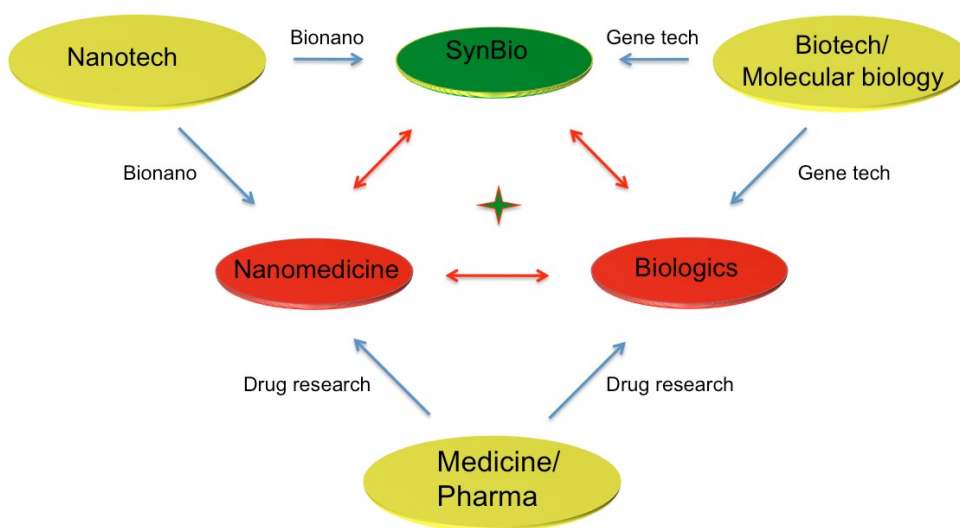 Nanotech
Bionano
SynBio
Gene tech
Biotech/
Molecular biology
Bionano
Gene tech
Nanomedicine
Biologics
Drug research
Drug research
Medicine/
Pharma